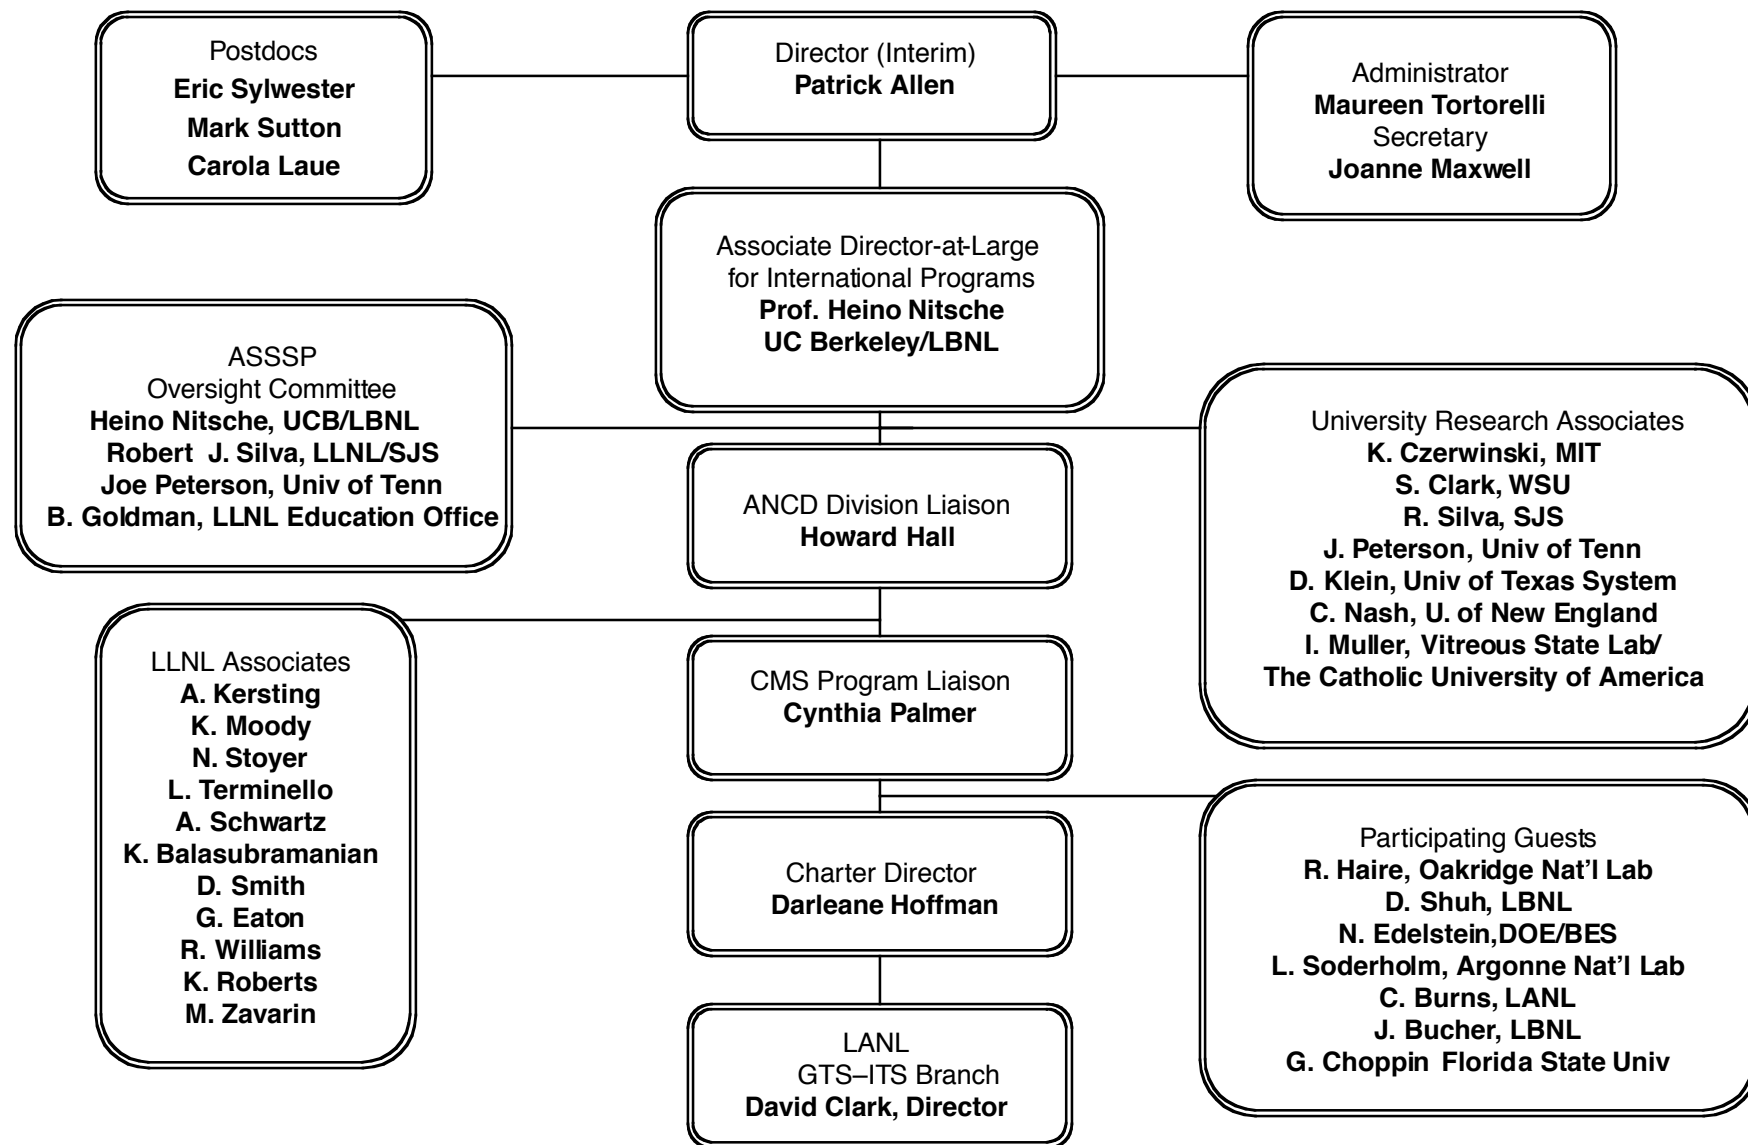 Postdocs
Eric Sylwester
Mark Sutton
Carola Laue
Director (Interim)
Patrick Allen
Administrator
Maureen Tortorelli
Secretary
Joanne Maxwell
Associate Director-at-Large
for International Programs
Prof. Heino Nitsche
UC Berkeley/LBNL
ASSSP
Oversight Committee
Heino Nitsche, UCB/LBNL
Robert J. Silva, LLNL/SJS
Joe Peterson, Univ of Tenn
B. Goldman, LLNL Education Office
University Research Associates
K. Czerwinski, MIT
S. Clark, WSU
R. Silva, SJS
J. Peterson, Univ of Tenn
D. Klein, Univ of Texas System
C. Nash, U. of New England
I. Muller, Vitreous State Lab/
The Catholic University of America
ANCD Division Liaison
Howard Hall
LLNL Associates
A. Kersting
K. Moody
N. Stoyer
L. Terminello
A. Schwartz
K. Balasubramanian
D. Smith
G. Eaton
R. Williams
K. Roberts
M. Zavarin
CMS Program Liaison
Cynthia Palmer
Charter Director
Darleane Hoffman
Participating Guests
R. Haire, Oakridge Nat’l Lab
D. Shuh, LBNL
N. Edelstein,DOE/BES
L. Soderholm, Argonne Nat’l Lab
C. Burns, LANL
J. Bucher, LBNL
G. Choppin Florida State Univ
LANL
GTS–ITS Branch
David Clark, Director